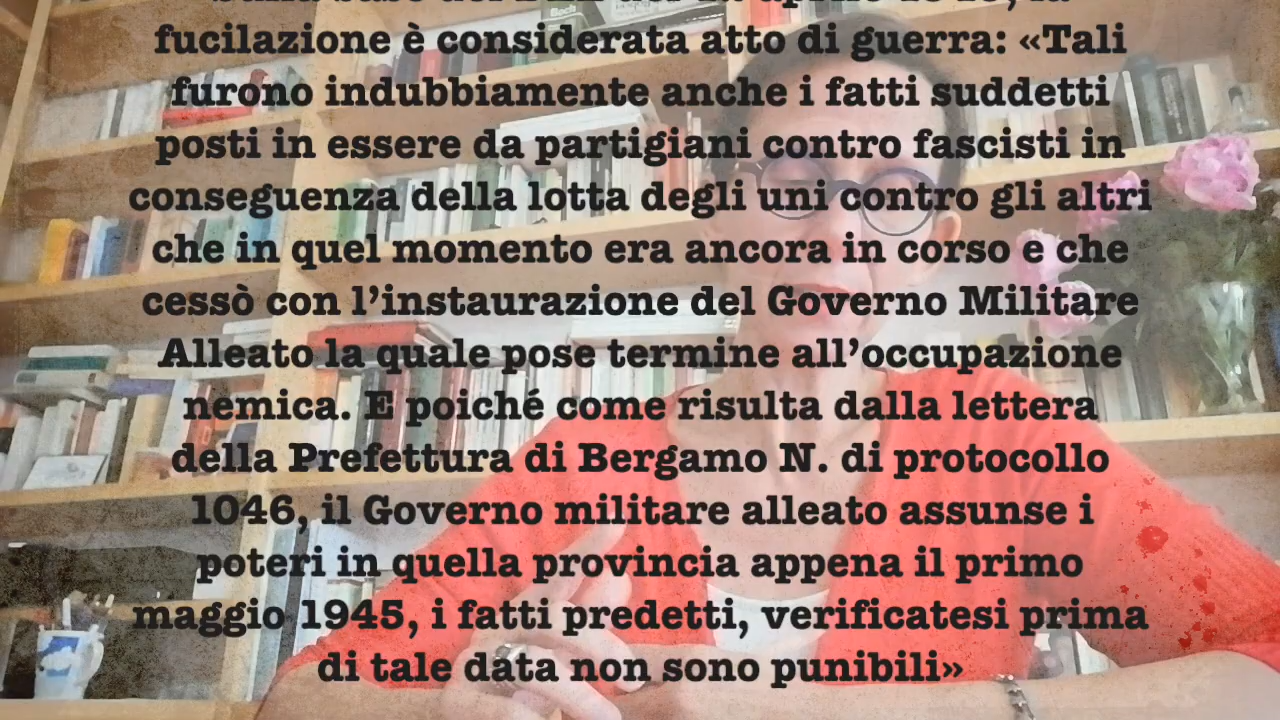 fucilazione è considerata atto di guerra: «Tali
furono indubbiamente anche i fatti suddetti
posti in essere da partigiani contro fascisti in
conseguenza della lotta degli uni contro gli altri
che in quel momento era ancora in corso e che
cessò con l’instaurazione del Governo Militare
Alleato la quale pose termine all’occupazione
nemica. E poiché come risulta dalla lettera
della Prefettura di Bergamo N. di protocollo
1046, il Governo militare alleato assunse i
poteri in quella provincia appena il primo
maggio 1945, i fatti predetti, verificatesi prima
di tale data non sono punibili»